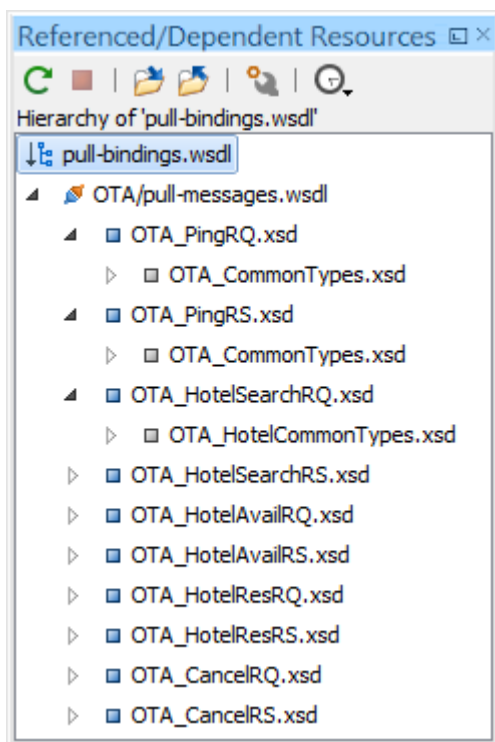 Referenced/Dependent Resources
Hierarchy of 'pull-bindings.wsdl'
pull-bindings.wsdl
OTA/pull-messages.wsdl
OTA_PingRQ.xsd
OTA_CommonTypes.xsd
OTA_PingRS.xsd
OTA_CommonTypes.xsd
OTA_HotelSearchRQ.xsd
OTA_HotelCommonTypes.xsd
OTA_HotelSearchRS.xsd
OTA_HotelAvailRQ.xsd
OTA_HotelAvailRS.xsd
OTA_HotelResRQ.xsd
OTA_HotelResRS.xsd
OTA_CancelRQ.xsd
OTA_CancelRS.xsd